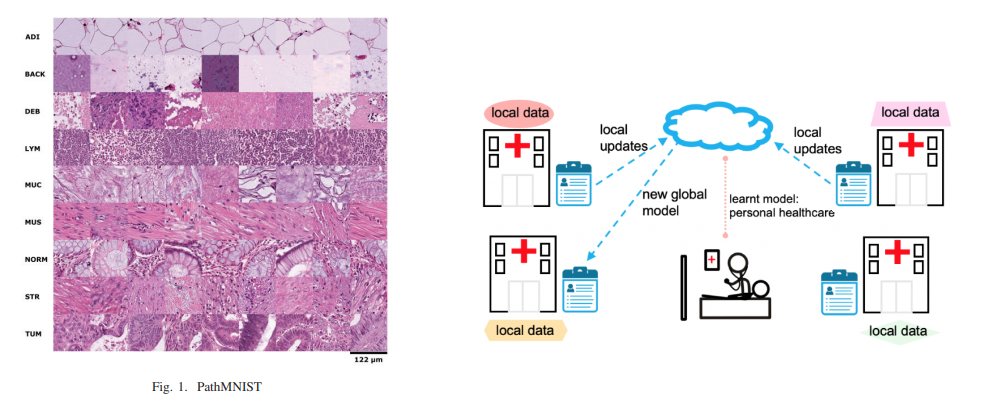 ADI
BACK
DEB
LYM
MUC
MUS
NORM
STR
TUM
122 µm
Fig. 1. PathMNIST
local data
local
updates
local
updates
local data
new global
model
learnt model:
personal healthcare
local data
local data